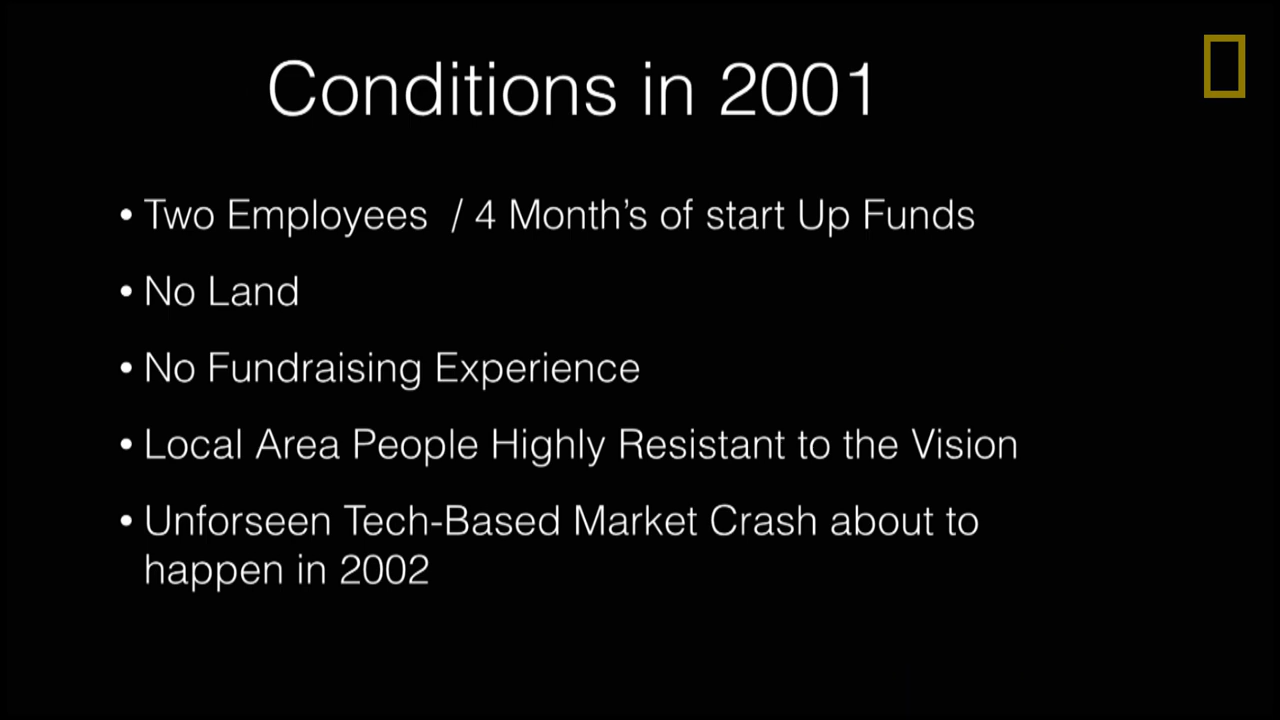 Conditions in 2001
• Two Employees / 4 Month's of start Up Funds
• No Land
• No Fundraising Experience
• Local Area People Highly Resistant to the Vision
• Unforseen Tech-Based Market Crash about to
happen in 2002